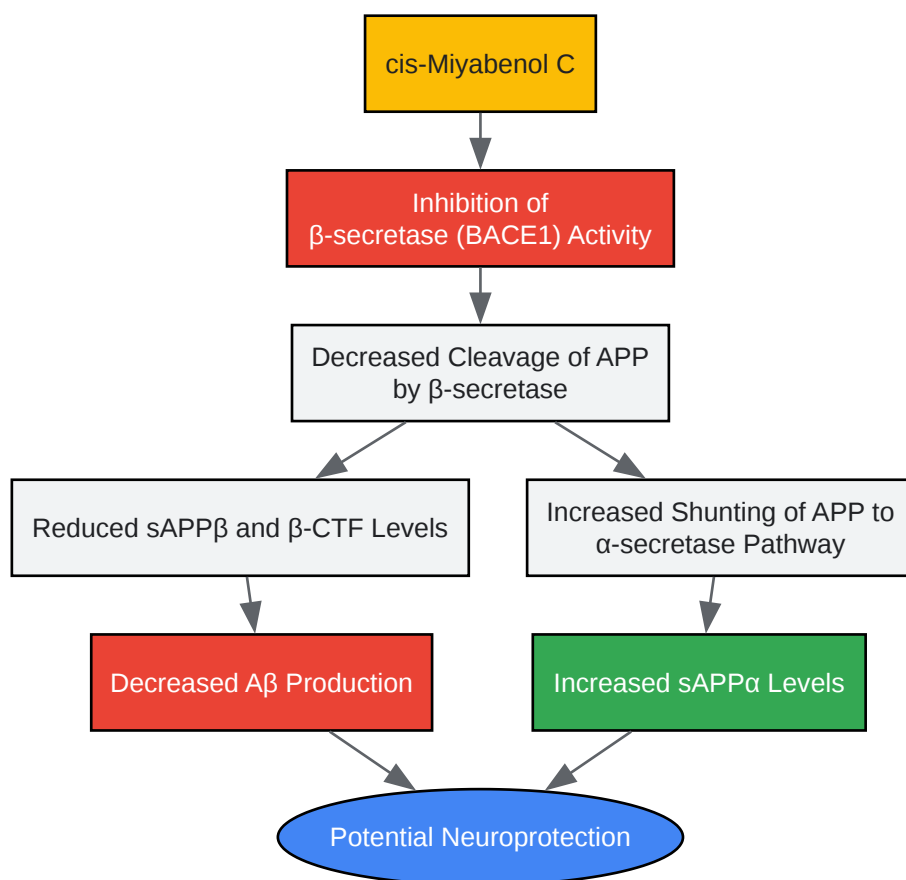 cis-Miyabenol C
Inhibition of
β-secretase (BACE1) Activity
Decreased Cleavage of APP
by β-secretase
Reduced sAPPβ and β-CTF Levels
Increased Shunting of APP to
α-secretase Pathway
Decreased Aβ Production
Increased sAPPα Levels
Potential Neuroprotection